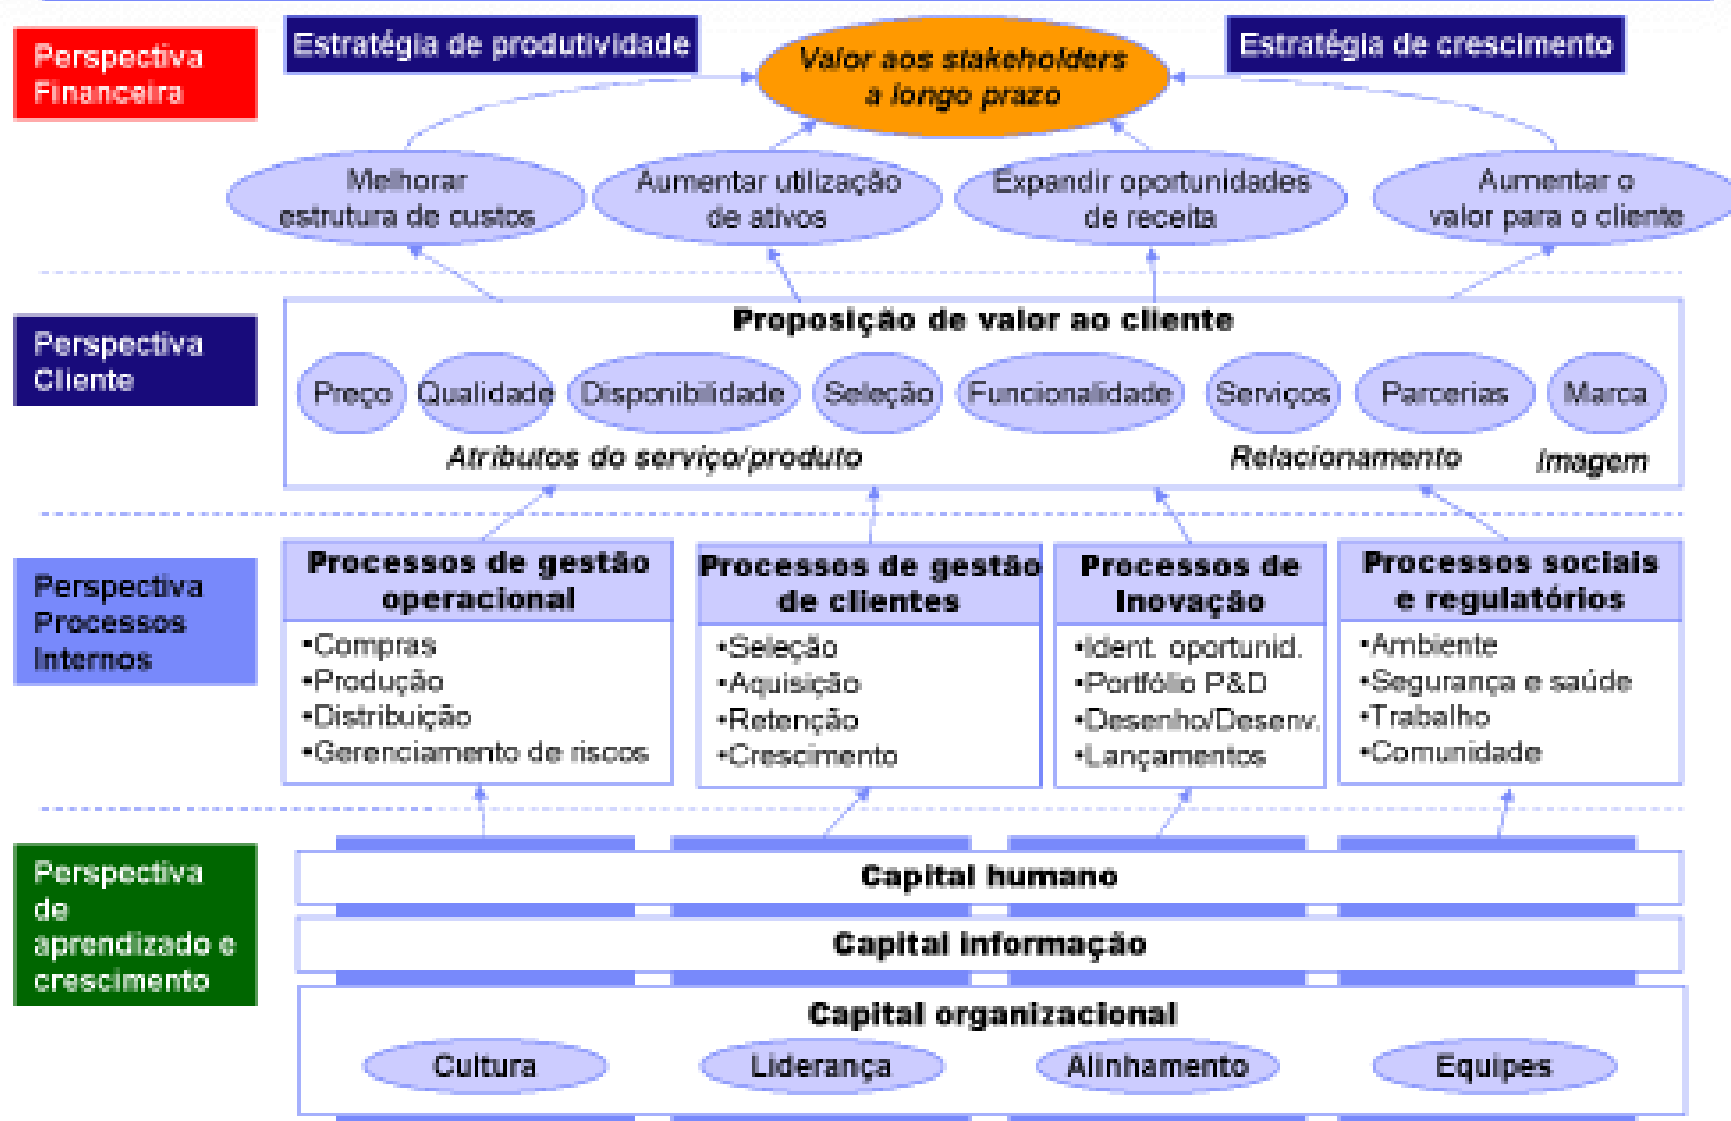 Perspectiva
Financeira
Estratégia de produtividade
Valor aos stakeholders
a longo prazo
Estratégia de crescimento
Melhorar
estrutura de custos
Aumentar utilização
de ativos
Expandir oportunidades
de receita
Aumentar o
valor para o cliente
Perspectiva
Cliente
Proposição de valor ao cliente
Preço
Qualidade
Disponibilidade
Seleção
Funcionalidade
Serviços
Parcerias
Marca
Atributos do serviço/produto
Relacionamento
Imagem
Perspectiva
Processos
Internos
Processos de gestão
operacional
•Compras
•Produção
•Distribuição
•Gerenciamento de riscos
Processos de gestão
de clientes
•Seleção
•Aquisição
•Retenção
•Crescimento
Processos de
Inovação
•Ident. oportunid.
•Portfólio P&D
•Desenho/Desenv.
•Lançamentos
Processos sociais
e regulatórios
•Ambiente
•Segurança e saúde
•Trabalho
•Comunidade
Perspectiva
de
aprendizado e
crescimento
Capital humano
Capital informação
Capital organizacional
Cultura
Liderança
Alinhamento
Equipes